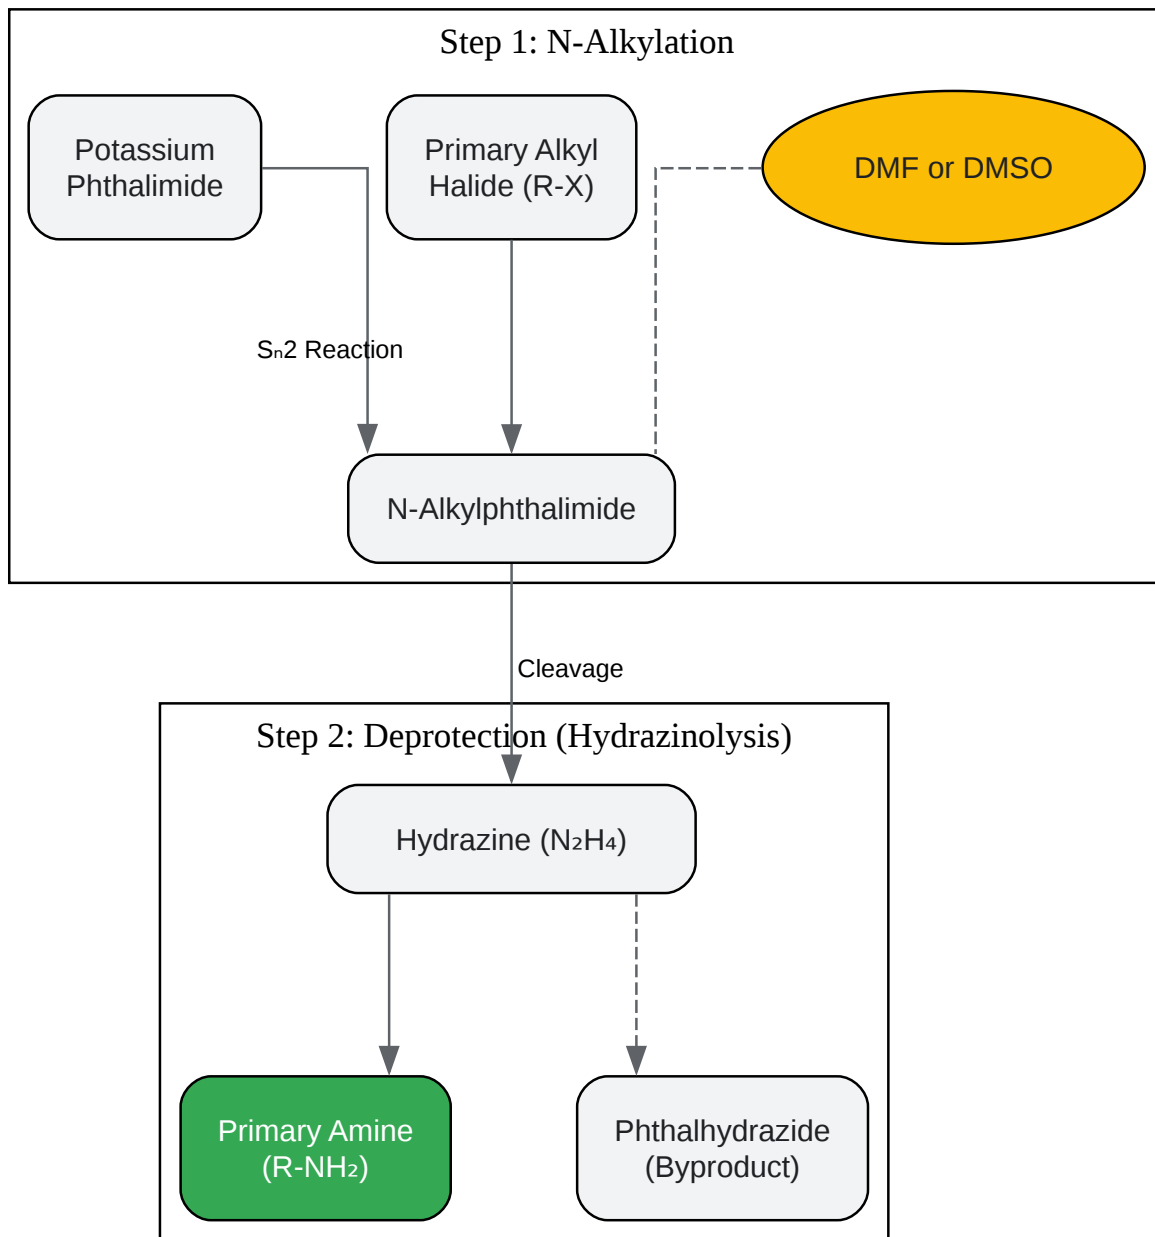 Step 1: N-Alkylation
Potassium
Phthalimide
Primary Alkyl
Halide (R-X)
DMF or DMSO
Sₙ2 Reaction
N-Alkylphthalimide
Cleavage
Step 2: Deprotection (Hydrazinolysis)
Hydrazine (N₂H₄)
Primary Amine
(R-NH₂)
Phthalhydrazide
(Byproduct)